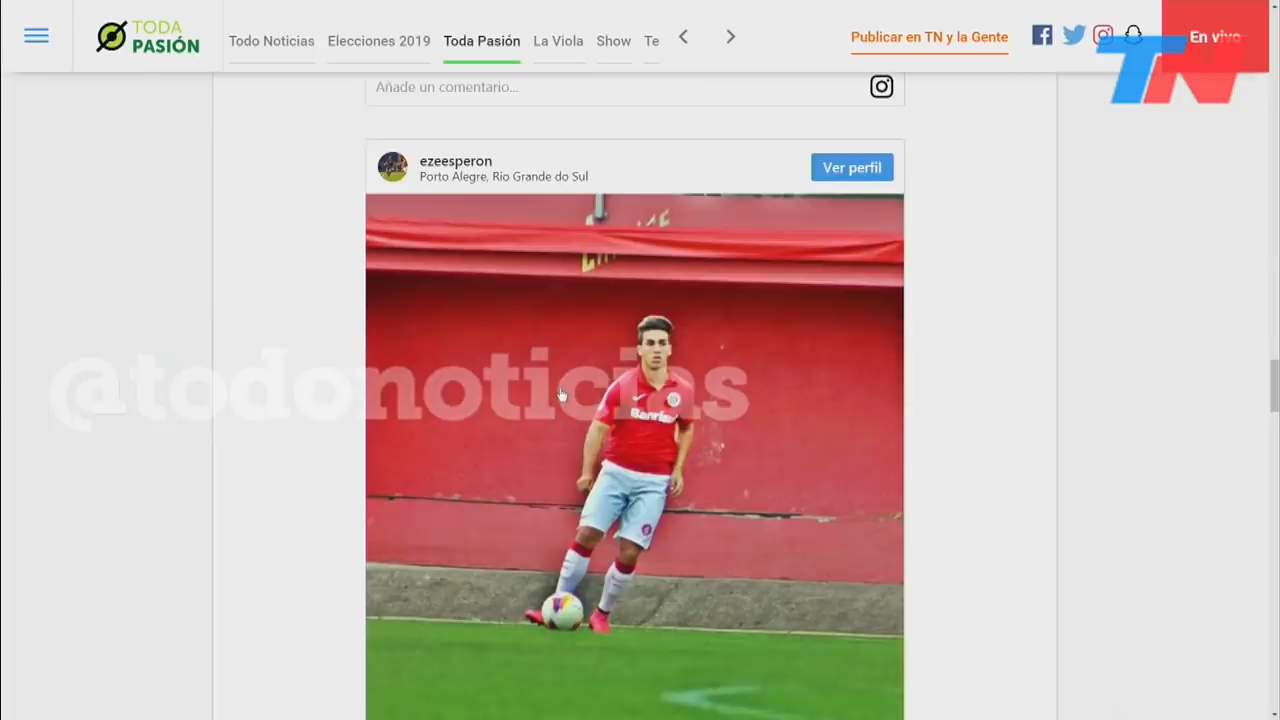 TODA
PASIÓN
Todo Noticias
Elecciones 2019
Toda Pasión
La Viola
Show
Te
Publicar en TN y la Gente
En vivo
TN
Añade un comentario...
ezeesperon
Porto Alegre, Rio Grande do Sul
Ver perfil
@todonoticias